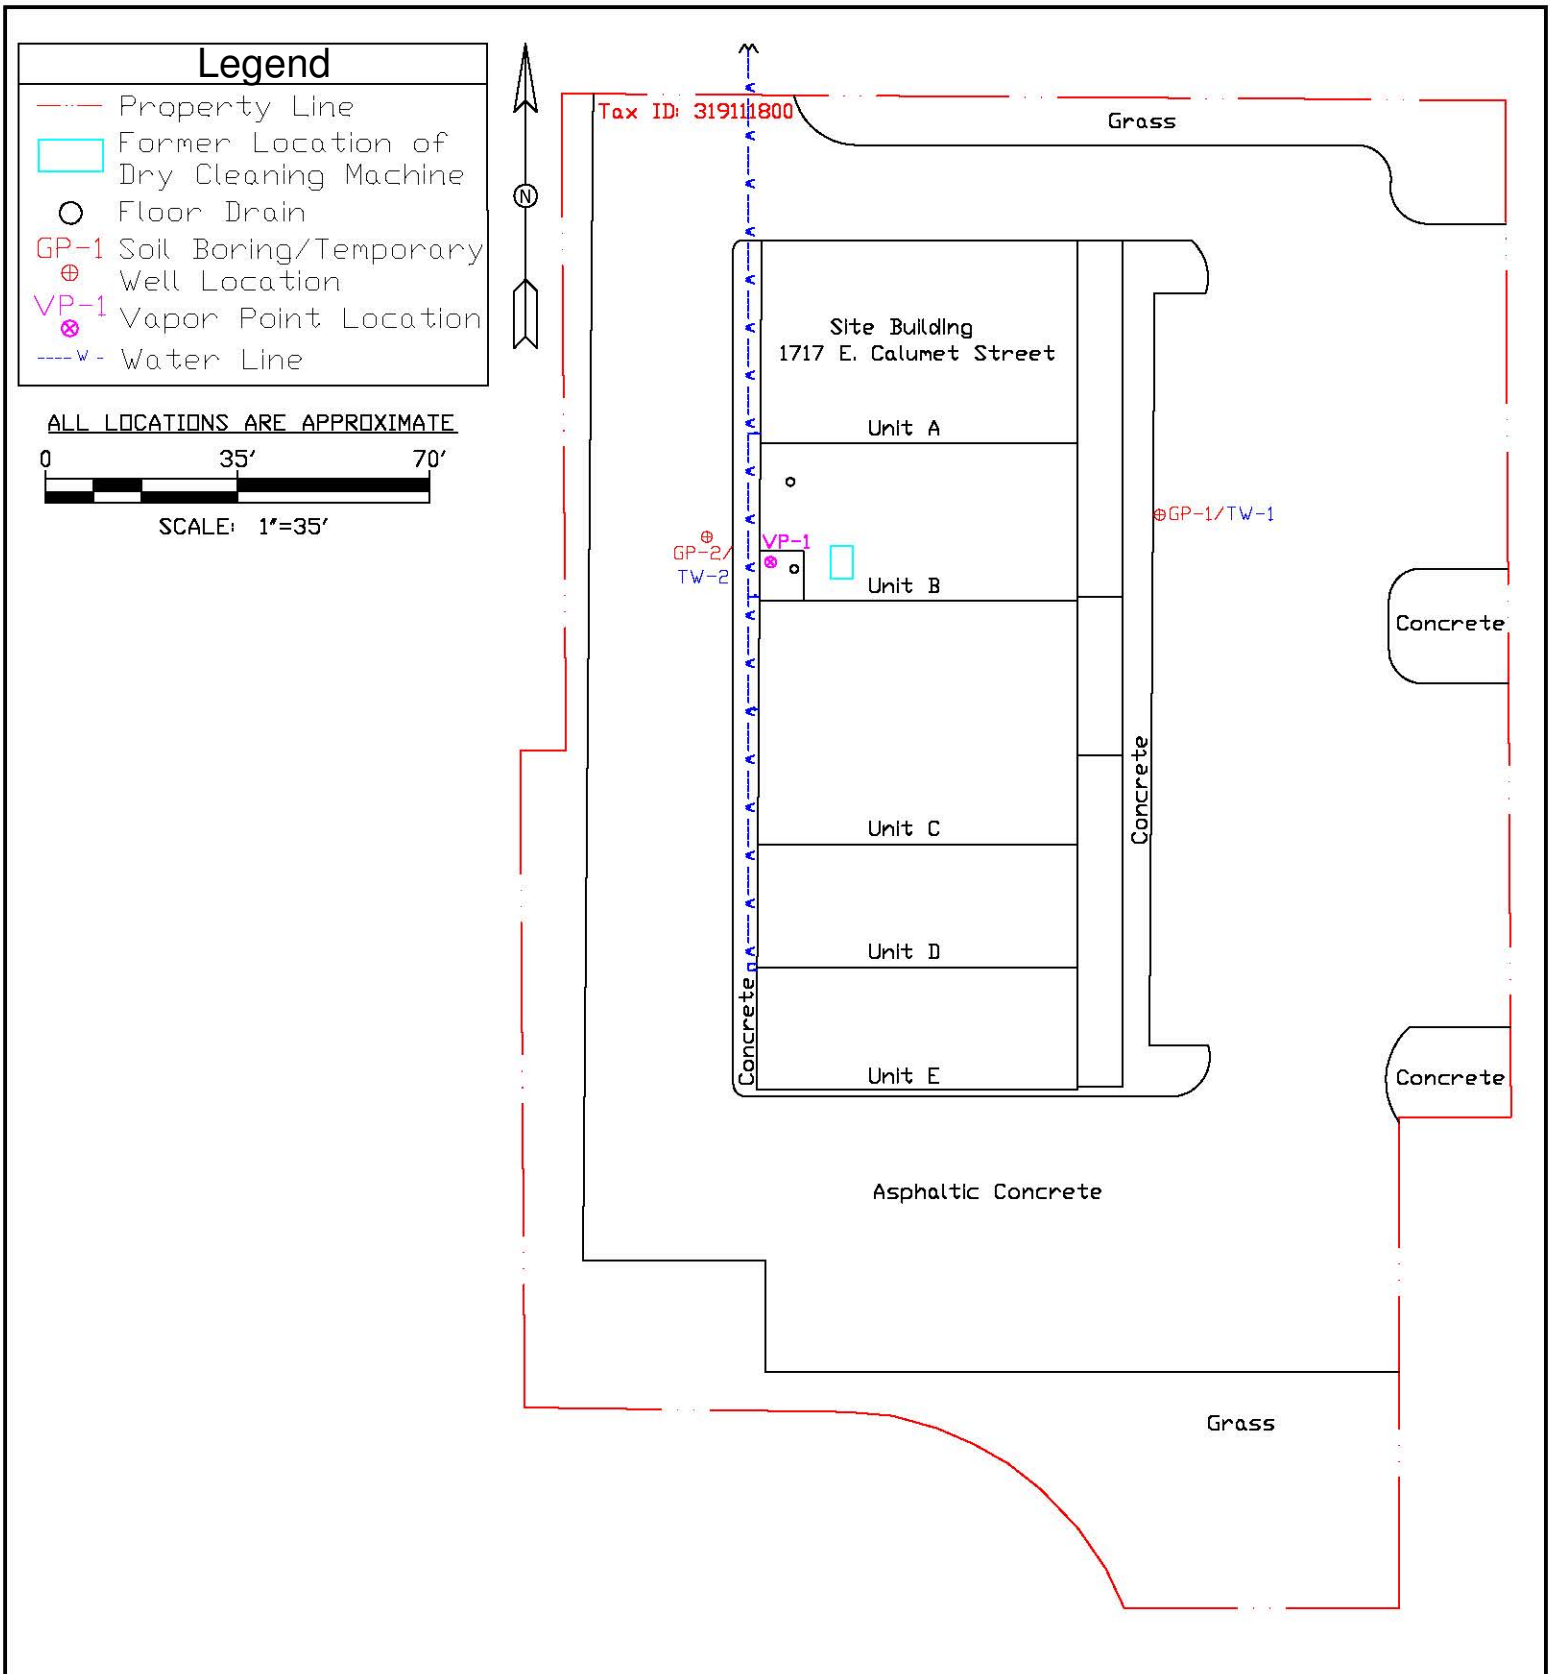 Legend
Property Line
Former Location of
Dry Cleaning Machine
Floor Drain
GP-1 Soil Boring/Temporary
Well Location
VP-1 Vapor Point Location
W Water Line
ALL LOCATIONS ARE APPROXIMATE
0 35' 70'
SCALE: 1"=35'
N
Tax ID: 319111800
Grass
Site Building
1717 E. Calumet Street
Unit A
GP-1/TW-1
VP-1
GP-2/
TW-2
Unit B
Concrete
Concrete
Unit C
Unit D
Concrete
Unit E
Concrete
Asphaltic Concrete
Grass